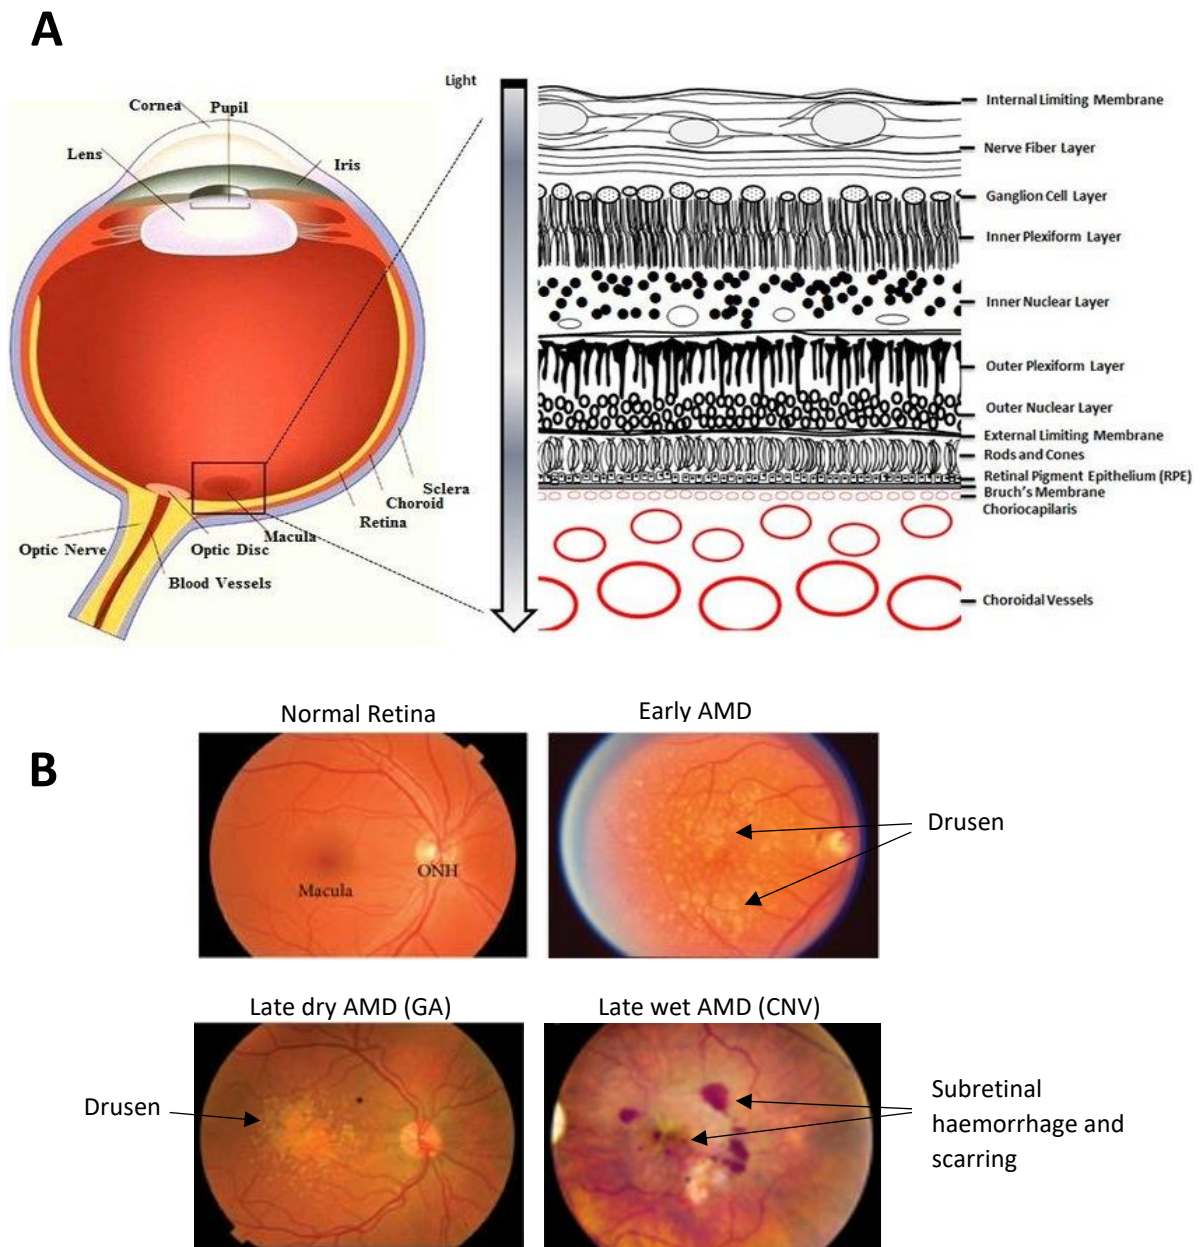 A
Cornea
Pupil
Lens
Iris
Sclera
Choroid
Retina
Macula
Optic Disc
Optic Nerve
Blood Vessels
Light
Internal Limiting Membrane
Nerve Fiber Layer
Ganglion Cell Layer
Inner Plexiform Layer
Inner Nuclear Layer
Outer Plexiform Layer
Outer Nuclear Layer
External Limiting Membrane
Rods and Cones
Retinal Pigment Epithelium (RPE)
Bruch's Membrane
Choriocapilaris
Choroidal Vessels
B
Normal Retina
Macula
ONH
Early AMD
Drusen
Late dry AMD (GA)
Drusen
Late wet AMD (CNV)
Subretinal
haemorrhage and
scarring